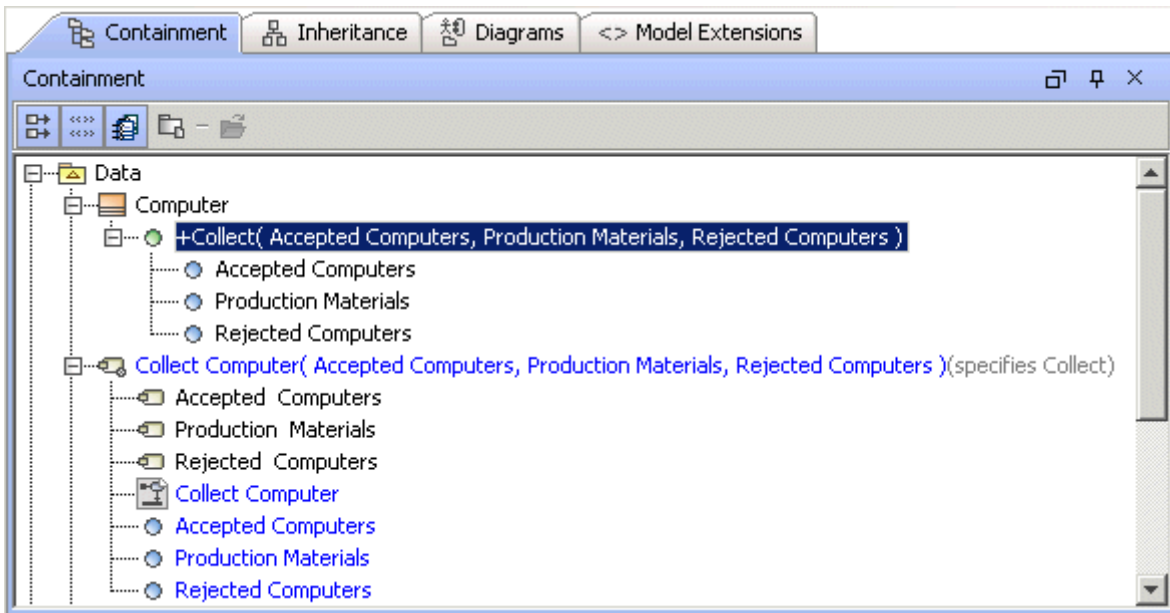 Containment Inheritance Diagrams <> Model Extensions
Containment
Data
Computer
+Collect( Accepted Computers, Production Materials, Rejected Computers )
Accepted Computers
Production Materials
Rejected Computers
Collect Computer( Accepted Computers, Production Materials, Rejected Computers )(specifies Collect)
Accepted  Computers
Production  Materials
Rejected  Computers
Collect Computer
Accepted Computers
Production Materials
Rejected Computers